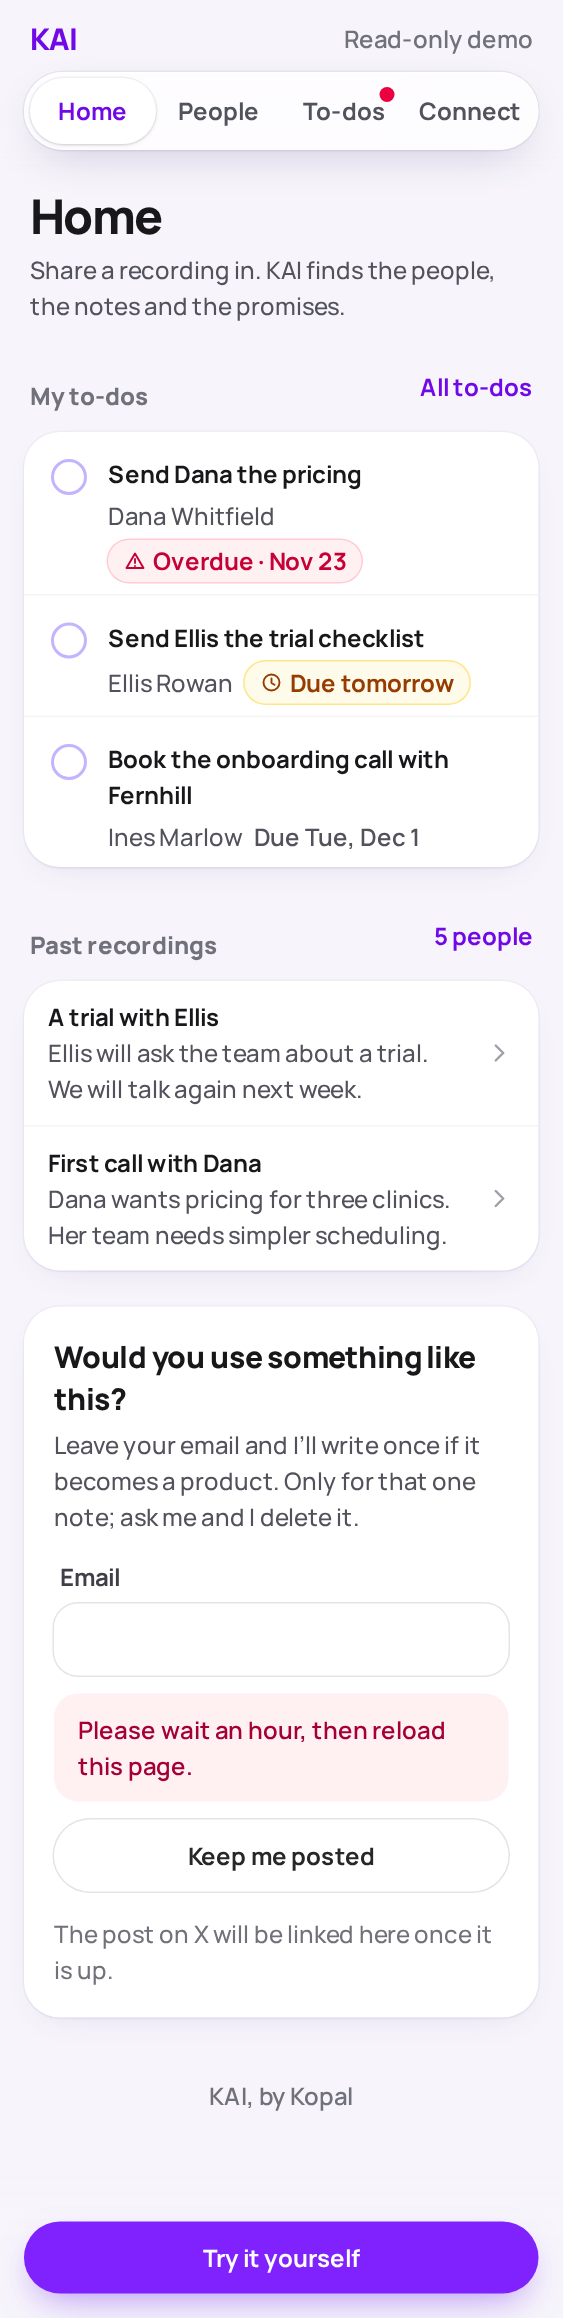 KAI
Read-only demo
Home
People
To-dos
Connect
Home
Share a recording in. KAI finds the people,
the notes and the promises.
My to-dos
All to-dos
Send Dana the pricing
Dana Whitfield
Overdue · Nov 23
Send Ellis the trial checklist
Ellis Rowan
Due tomorrow
Book the onboarding call with
Fernhill
Ines Marlow
Due Tue, Dec 1
Past recordings
5 people
A trial with Ellis
Ellis will ask the team about a trial.
We will talk again next week.
First call with Dana
Dana wants pricing for three clinics.
Her team needs simpler scheduling.
Would you use something like
this?
Leave your email and I’ll write once if it
becomes a product. Only for that one
note; ask me and I delete it.
Email
Please wait an hour, then reload
this page.
Keep me posted
The post on X will be linked here once it
is up.
KAI, by Kopal
Try it yourself